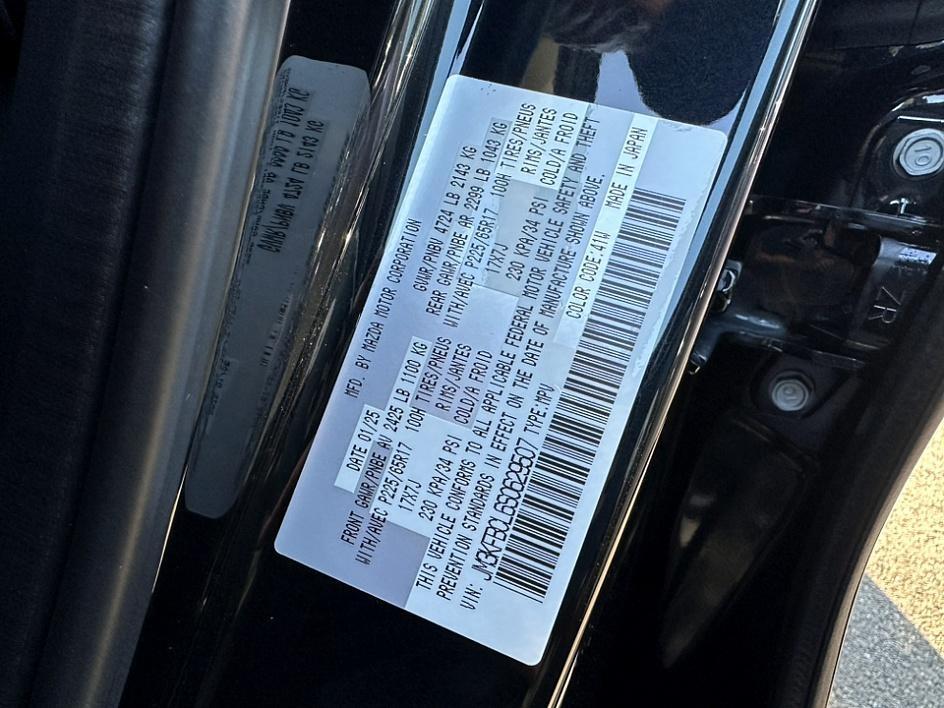 MFD. BY MAZDA MOTOR CORPORATION
DATE 01/25 GVWR/PNBV 4724 LB 2143 KG
FRONT GAWR/PNBE AV 2425 LB 1100 KG REAR GAWR/PNBE AR 2299 LB 1043 KG
WITH/AVEC P225/65R17 100H TIRES/PNEUS WITH/AVEC P225/65R17 100H TIRES/PNEUS
17X7J RIMS/JANTES 17X7J RIMS/JANTES
230 KPA/34 PSI COLD/A FROID 230 KPA/34 PSI COLD/A FROID
THIS VEHICLE CONFORMS TO ALL APPLICABLE FEDERAL MOTOR VEHICLE SAFETY AND THEFT
PREVENTION STANDARDS IN EFFECT ON THE DATE OF MANUFACTURE SHOWN ABOVE.
VIN: TYPE:MPV COLOR CODE:41W MADE IN JAPAN
ZR